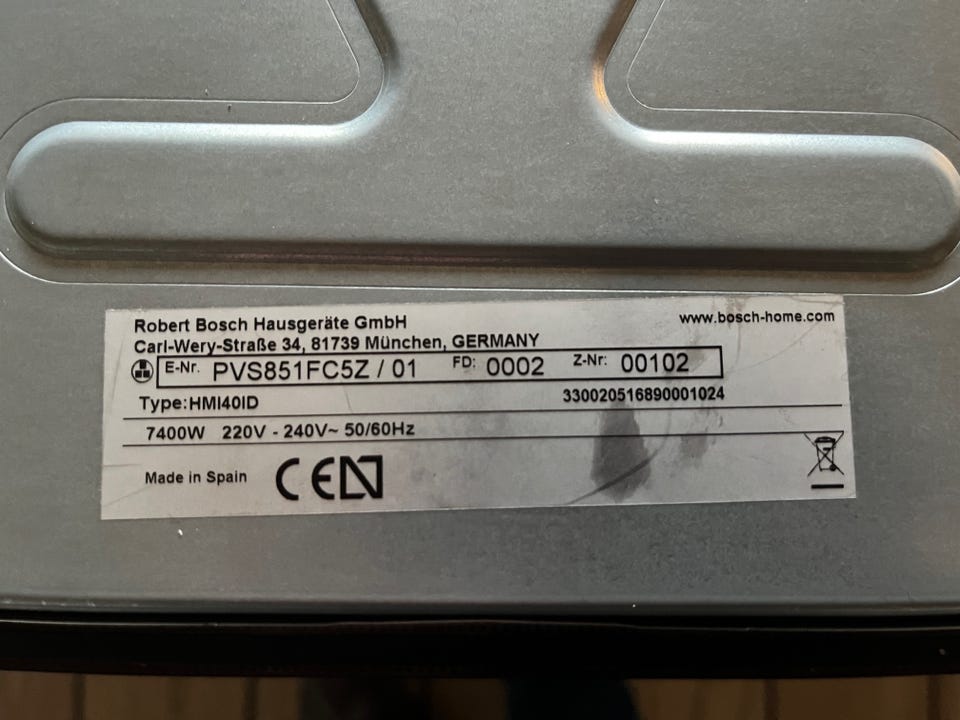 Robert Bosch Hausgeräte GmbH
www.bosch-home.com
Carl-Wery-Straße 34, 81739 München, GERMANY
E-Nr. PVS851FC5Z / 01 FD: 0002 Z-Nr: 00102
Type:HMI40ID 330020516890001024
7400W 220V - 240V~ 50/60Hz
Made in Spain CE N